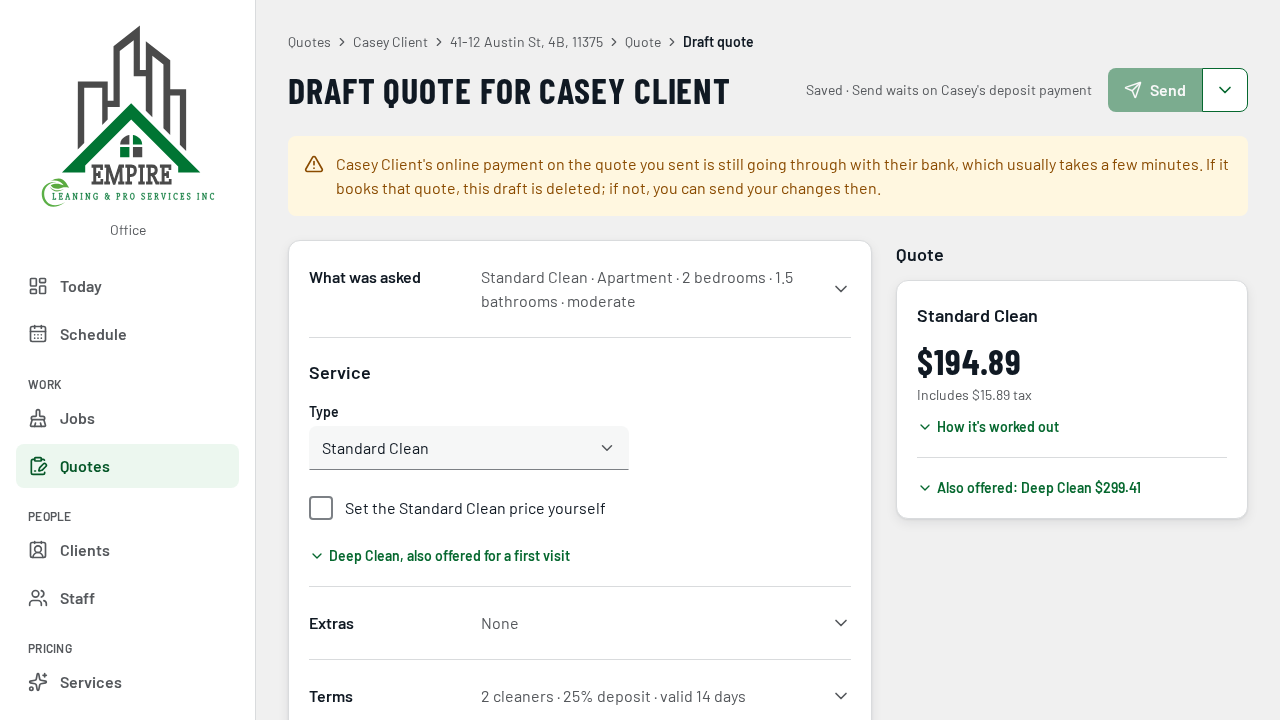 EMPIRE
LEANING & PRO SERVICES INC
Office
Today
Schedule
WORK
Jobs
Quotes
PEOPLE
Clients
Staff
PRICING
Services
Quotes > Casey Client > 41-12 Austin St, 4B, 11375 > Quote > Draft quote
DRAFT QUOTE FOR CASEY CLIENT
Saved · Send waits on Casey's deposit payment
Send
Casey Client's online payment on the quote you sent is still going through with their bank, which usually takes a few minutes. If it
books that quote, this draft is deleted; if not, you can send your changes then.
What was asked
Standard Clean · Apartment · 2 bedrooms · 1.5
bathrooms · moderate
Service
Type
Standard Clean
Set the Standard Clean price yourself
Deep Clean, also offered for a first visit
Extras
None
Terms
2 cleaners · 25% deposit · valid 14 days
Quote
Standard Clean
$194.89
Includes $15.89 tax
How it's worked out
Also offered: Deep Clean $299.41